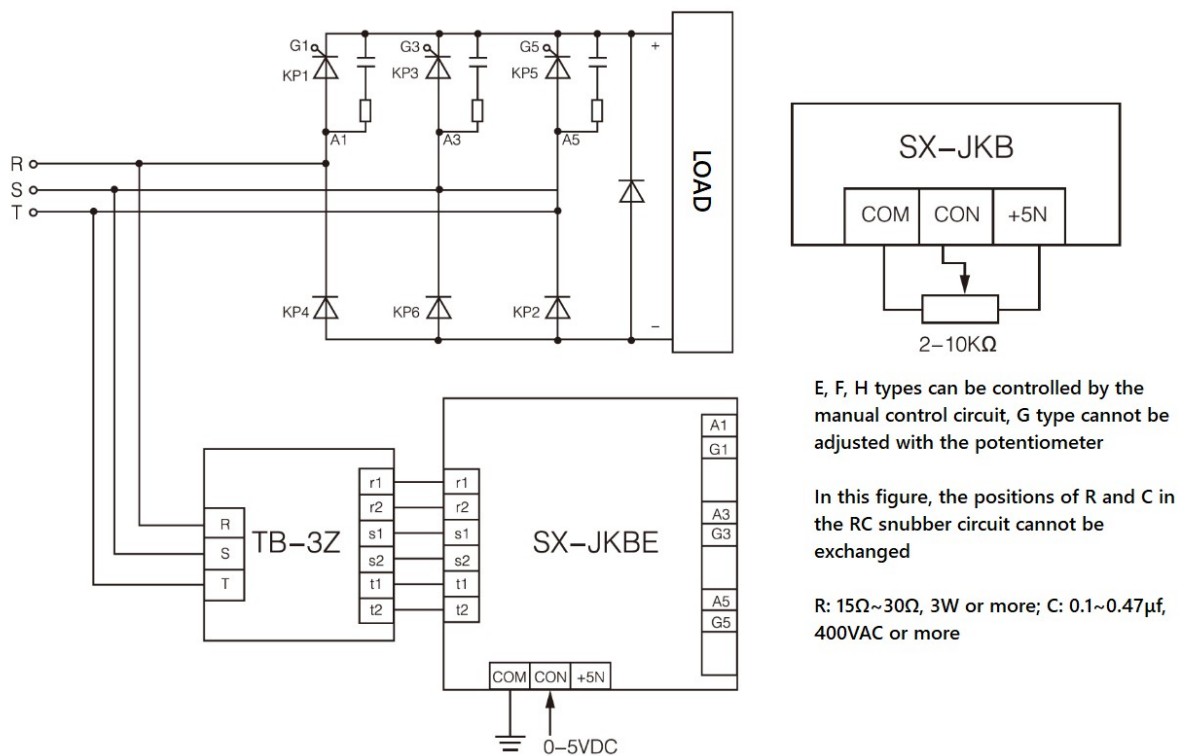 G1
G3
G5
+
KP1
KP3
KP5
A1
A3
A5
R
S
T
LOAD
KP4
KP6
KP2
−
SX−JKB
COM CON +5N
2−10KΩ
E, F, H types can be controlled by the
manual control circuit, G type cannot be
adjusted with the potentiometer
In this figure, the positions of R and C in
the RC snubber circuit cannot be
exchanged
R: 15Ω~30Ω, 3W or more; C: 0.1~0.47μf,
400VAC or more
TB−3Z
R
S
T
r1
r2
s1
s2
t1
t2
r1
r2
s1
s2
t1
t2
SX−JKBE
A1
G1
A3
G3
A5
G5
COM CON +5N
0−5VDC